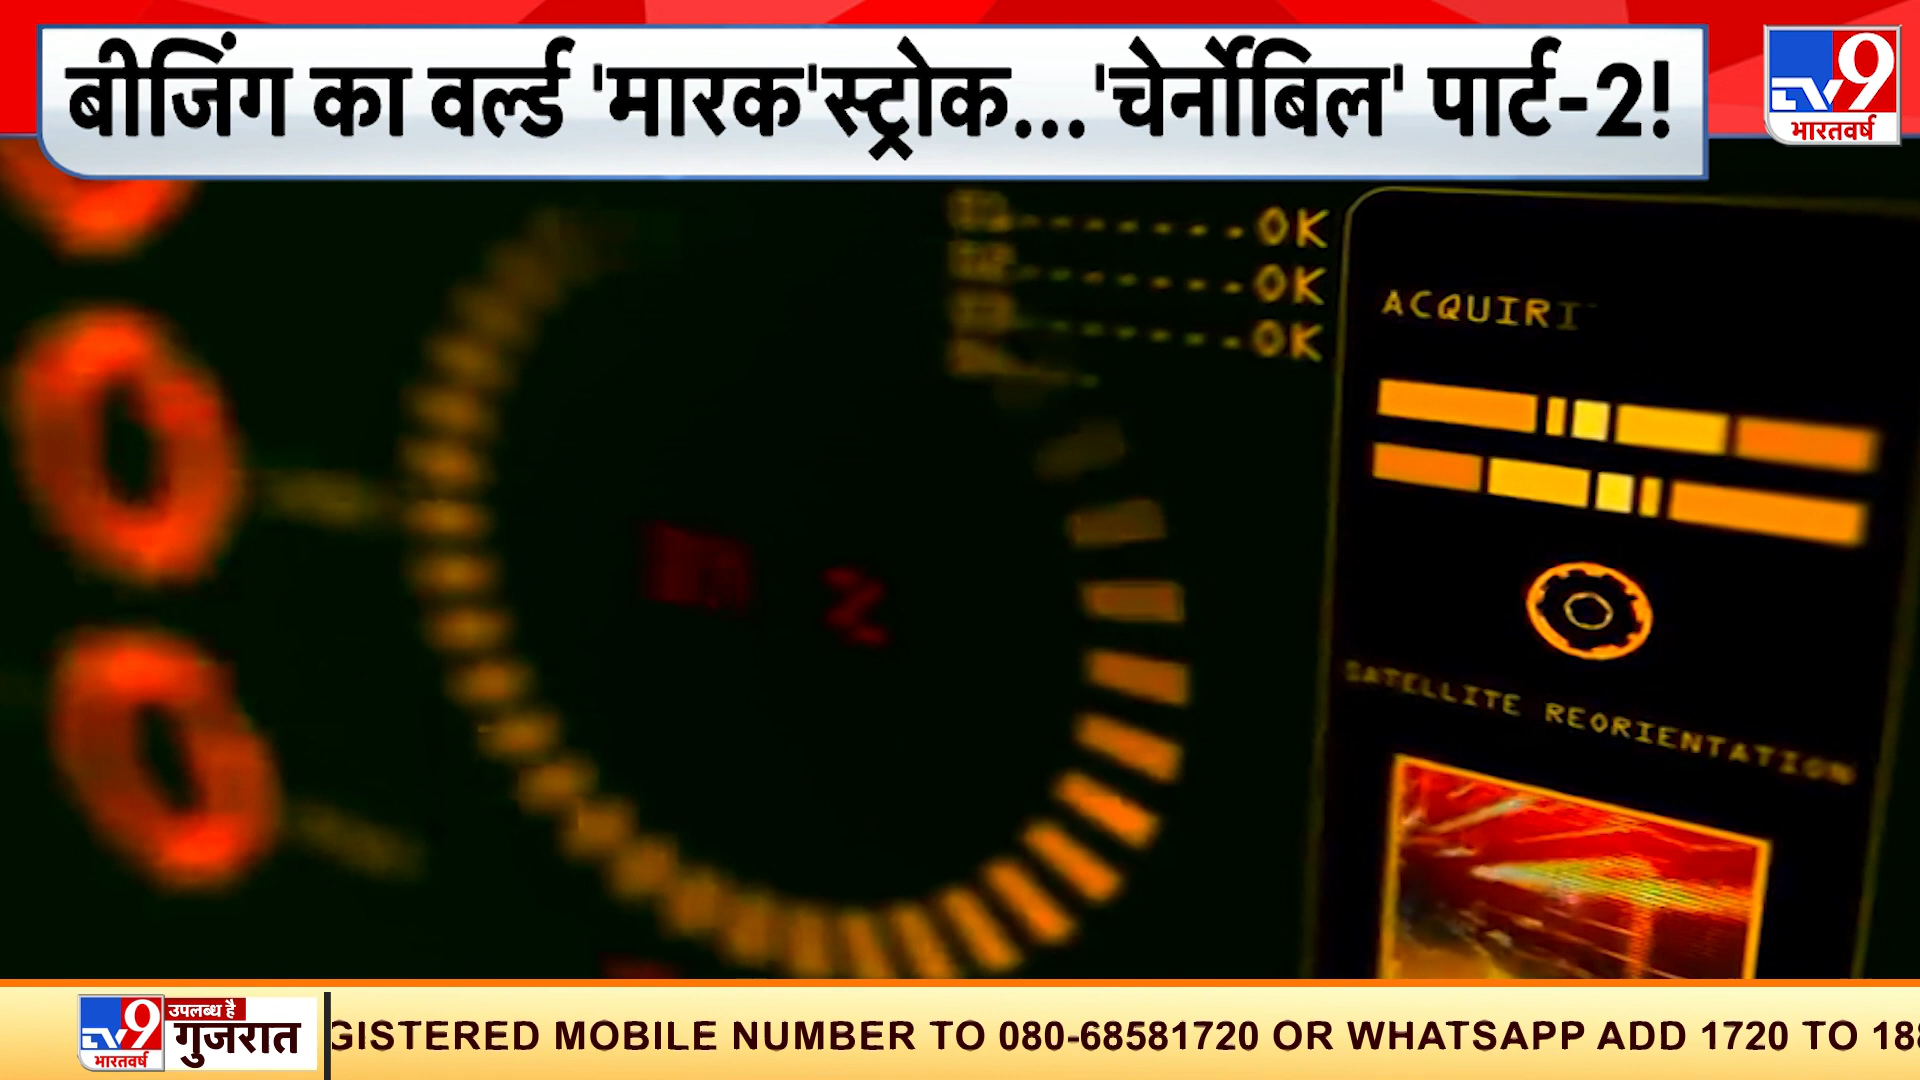 बीजिंग का वर्ल्ड 'मारक'स्ट्रोक... 'चेर्नोबिल' पार्ट-2!
TV9
भारतवर्ष
OK
OK
OK
ACQUIRI
SATELLITE REORIENTATION
TV9
भारतवर्ष
उपलब्ध है
गुजरात
GISTERED MOBILE NUMBER TO 080-68581720 OR WHATSAPP ADD 1720 TO 188